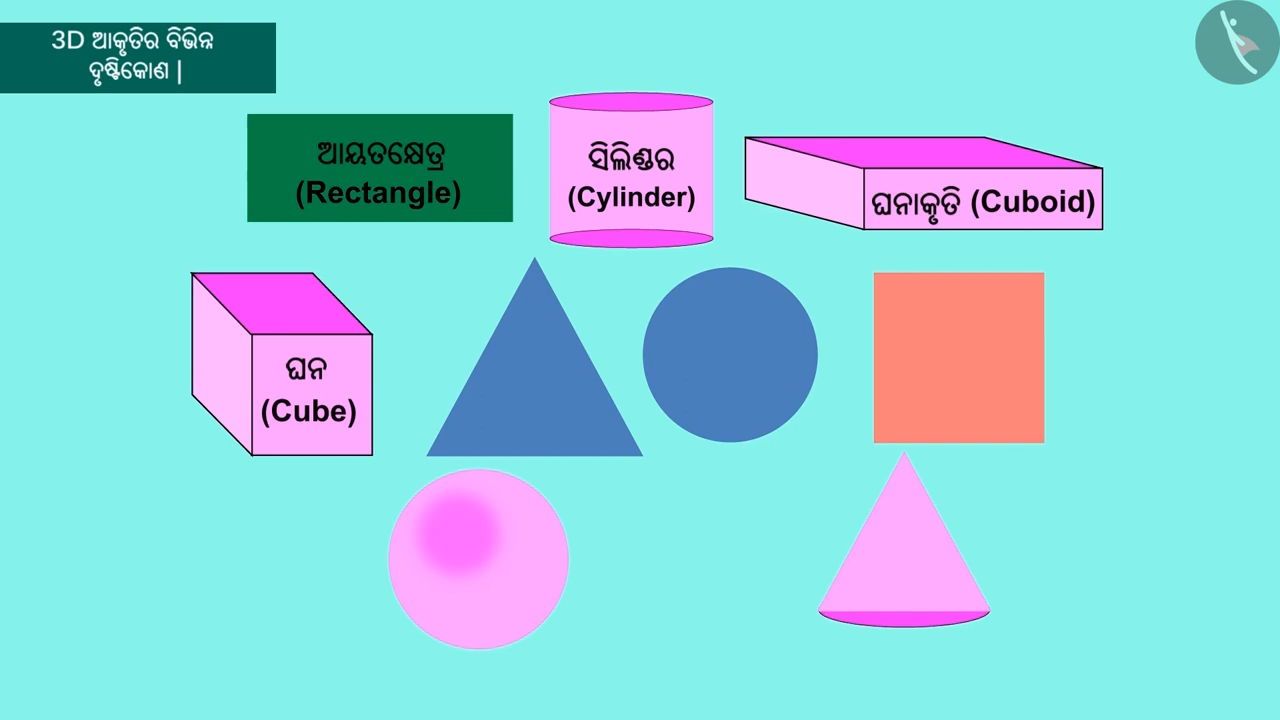 3D ଆକୃତିର ବିଭିନ୍ନ
ଦୃଷ୍ଟିକୋଣ |
ଆୟତକ୍ଷେତ୍ର
(Rectangle)
ସିଲିଣ୍ଡର
(Cylinder)
ଘନାକୃତି (Cuboid)
ଘନ
(Cube)